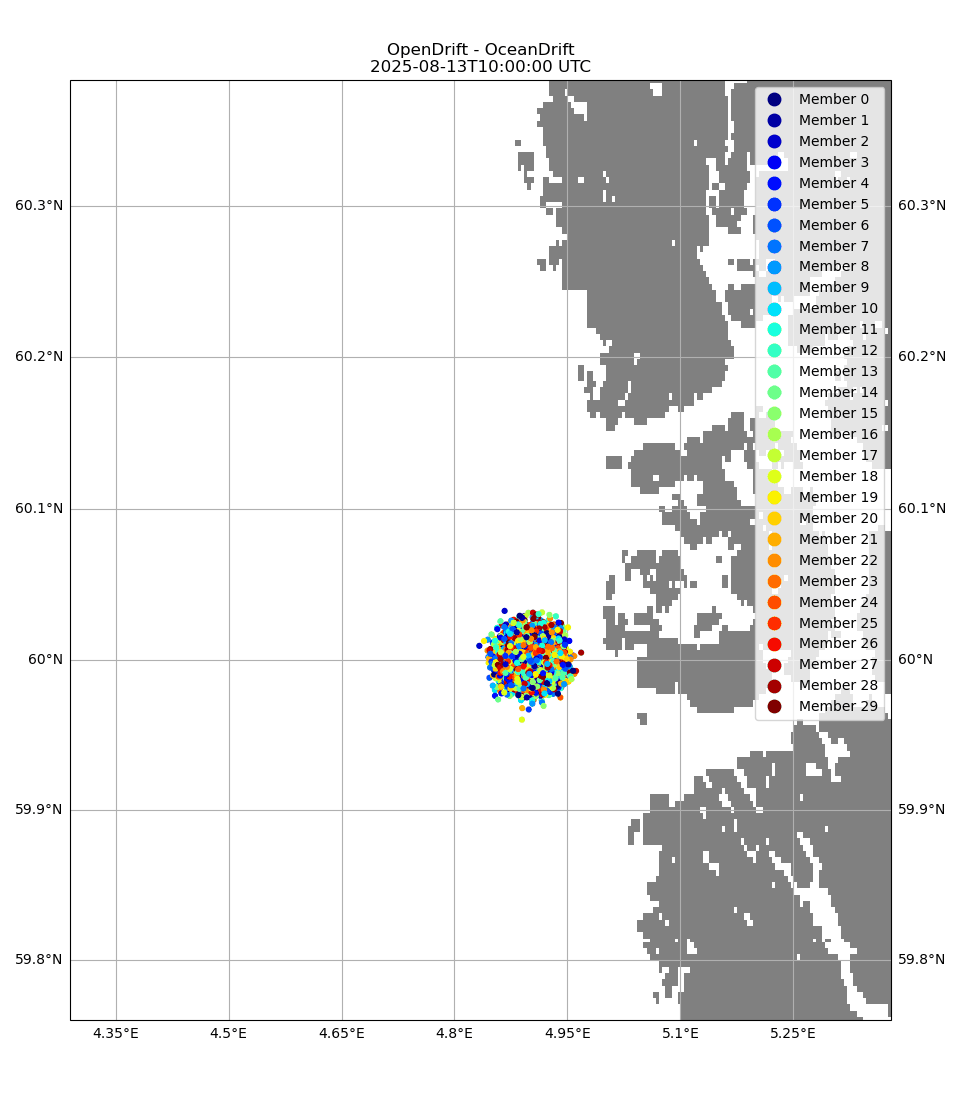 OpenDrift - OceanDrift
2025-08-13T10:00:00 UTC
Member 0
Member 1
Member 2
Member 3
Member 4
Member 5
Member 6
Member 7
Member 8
Member 9
Member 10
Member 11
Member 12
Member 13
Member 14
Member 15
Member 16
Member 17
Member 18
Member 19
Member 20
Member 21
Member 22
Member 23
Member 24
Member 25
Member 26
Member 27
Member 28
Member 29
60.3°N
60.3°N
60.2°N
60.2°N
60.1°N
60.1°N
60°N
60°N
59.9°N
59.9°N
59.8°N
59.8°N
4.35°E
4.5°E
4.65°E
4.8°E
4.95°E
5.1°E
5.25°E